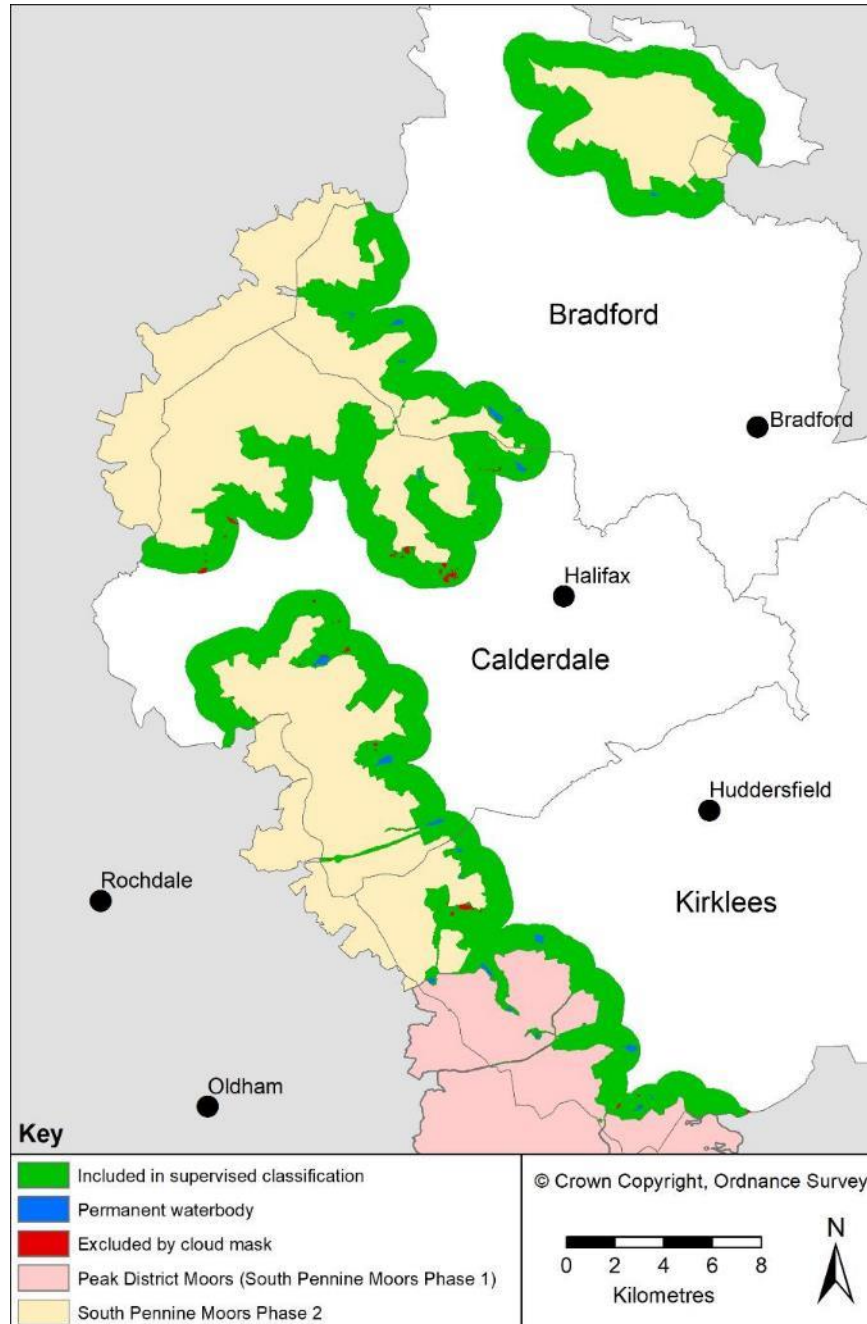 Bradford
Bradford
Halifax
Calderdale
Huddersfield
Rochdale
Kirklees
Oldham
Key
Included in supervised classification
Permanent waterbody
Excluded by cloud mask
Peak District Moors (South Pennine Moors Phase 1)
South Pennine Moors Phase 2
© Crown Copyright, Ordnance Survey
N
0 2 4 6 8
Kilometres